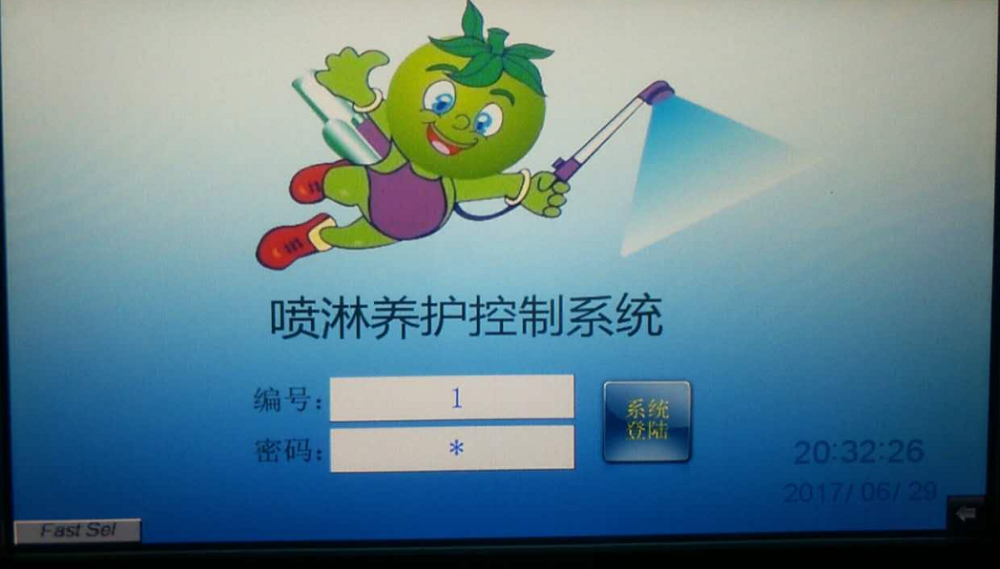 喷淋养护控制系统
编号: 1
密码: *
系统
登陆
20:32:26
2017/06/29
Fast Sel